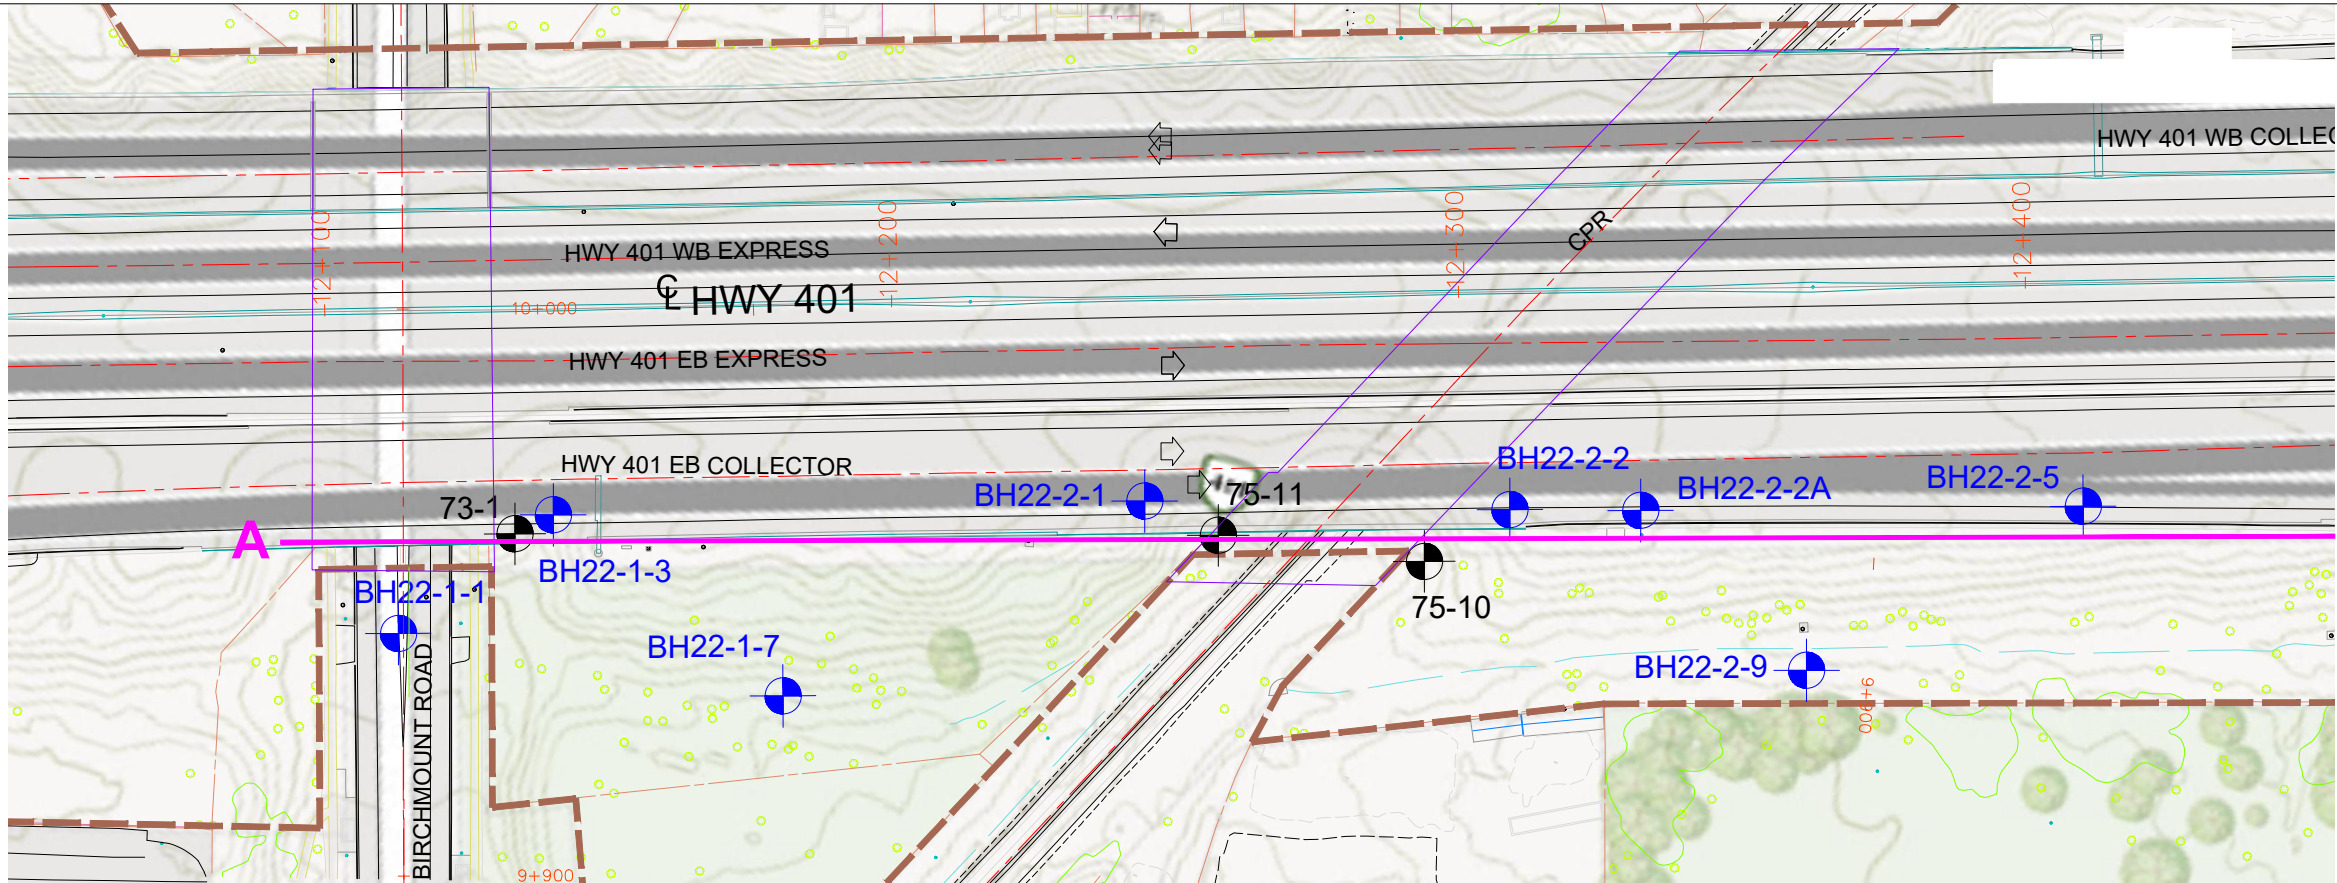 HWY 401 WB COLLEC
12+100
12+200
12+300
12+400
CPR
HWY 401 WB EXPRESS
℄ HWY 401
10+000
HWY 401 EB EXPRESS
HWY 401 EB COLLECTOR
BH22-2-2
BH22-2-5
BH22-2-1
75-11
BH22-2-2A
73-1
A
BH22-1-3
BH22-1-1
75-10
BH22-1-7
BH22-2-9
9+900
BIRCHMOUNT ROAD
9+900